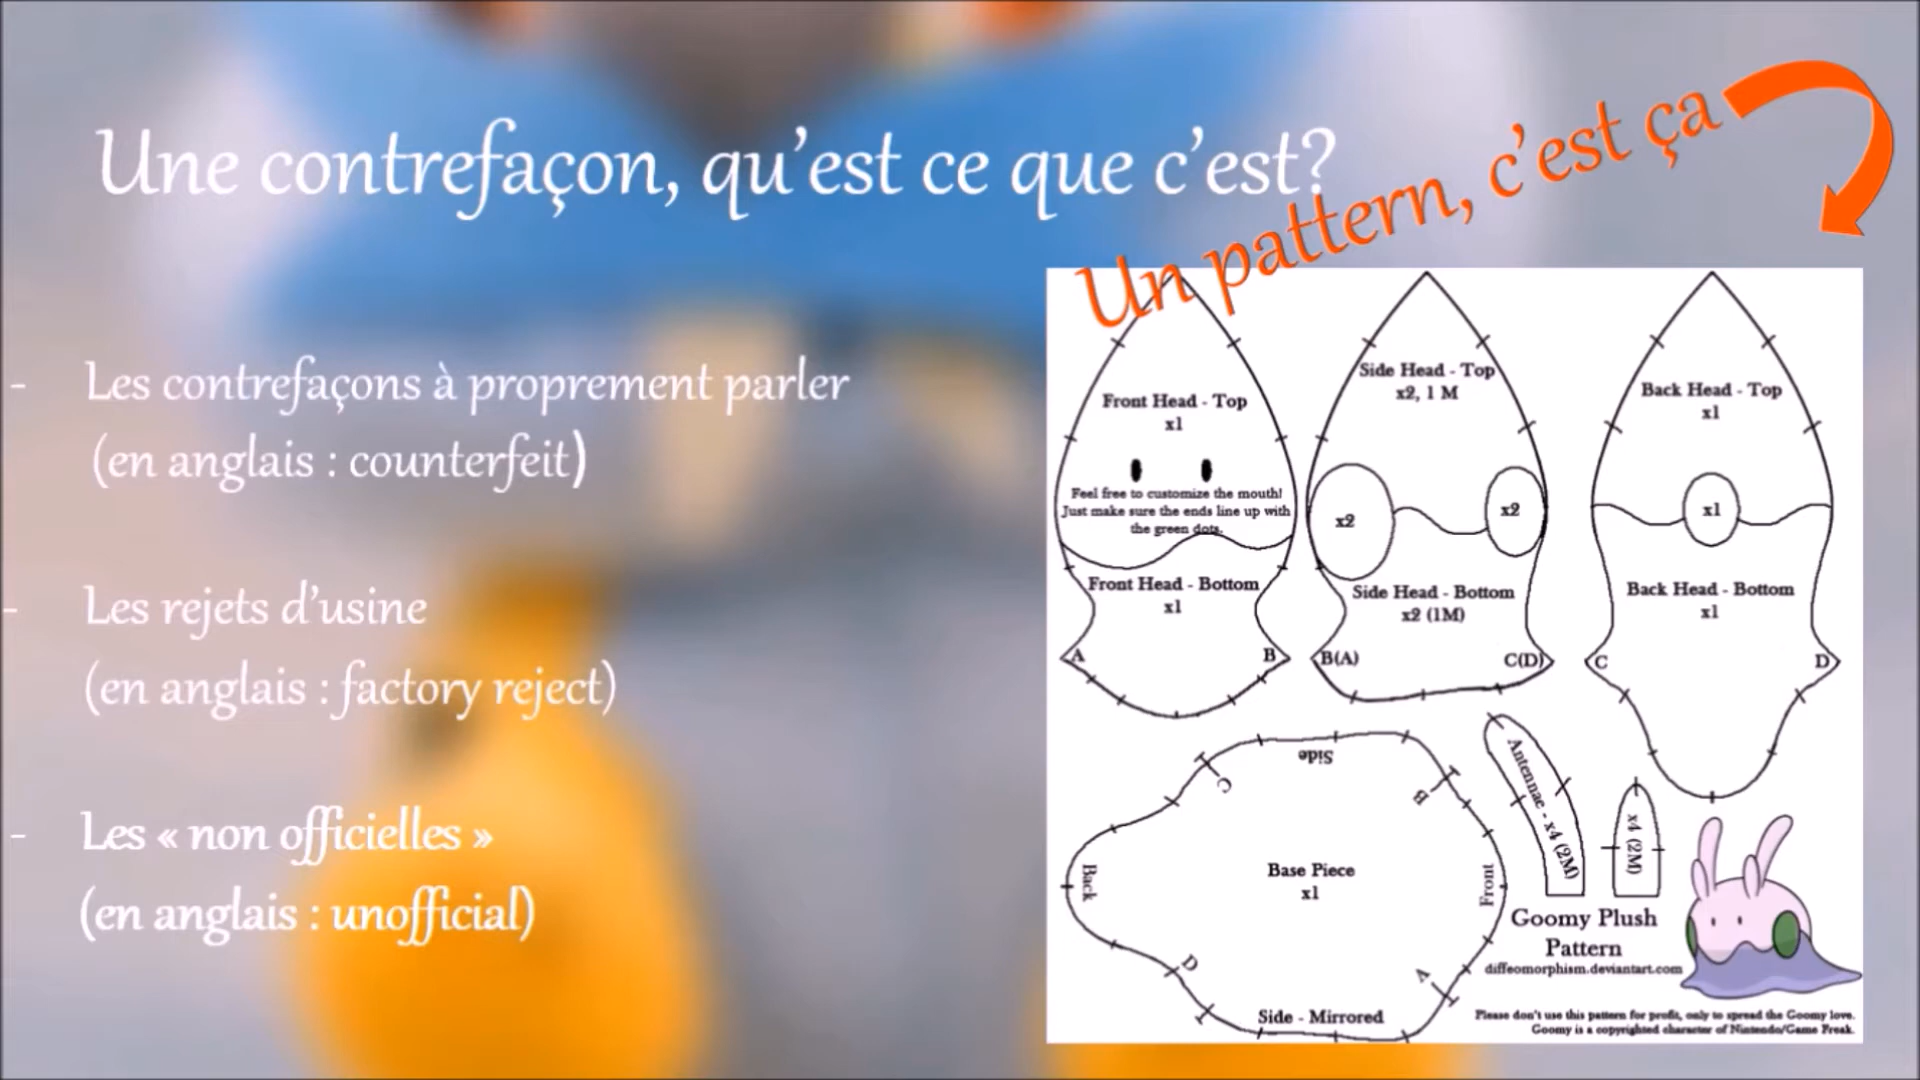 Une contrefaçon, qu'est ce que c'est?
Un pattern, c'est ça
- Les contrefaçons à proprement parler
(en anglais : counterfeit)
- Les rejets d'usine
(en anglais : factory reject)
- Les « non officielles »
(en anglais : unofficial)
Front Head - Top
x1
Feel free to customize the mouth!
Just make sure the ends line up with
the green dots.
Front Head - Bottom
x1
A
B
Side Head - Top
x2, 1 M
x2
x2
Side Head - Bottom
x2 (1M)
B(A)
C(D)
Back Head - Top
x1
x1
Back Head - Bottom
x1
C
D
Side
C
B
Back
Base Piece
x1
Front
D
A
Side - Mirrored
Antennae - x4 (2M)
x4 (2M)
Goomy Plush
Pattern
diffeomorphism.deviantart.com
Please don't use this pattern for profit, only to spread the Goomy love.
Goomy is a copyrighted character of Nintendo/Game Freak.